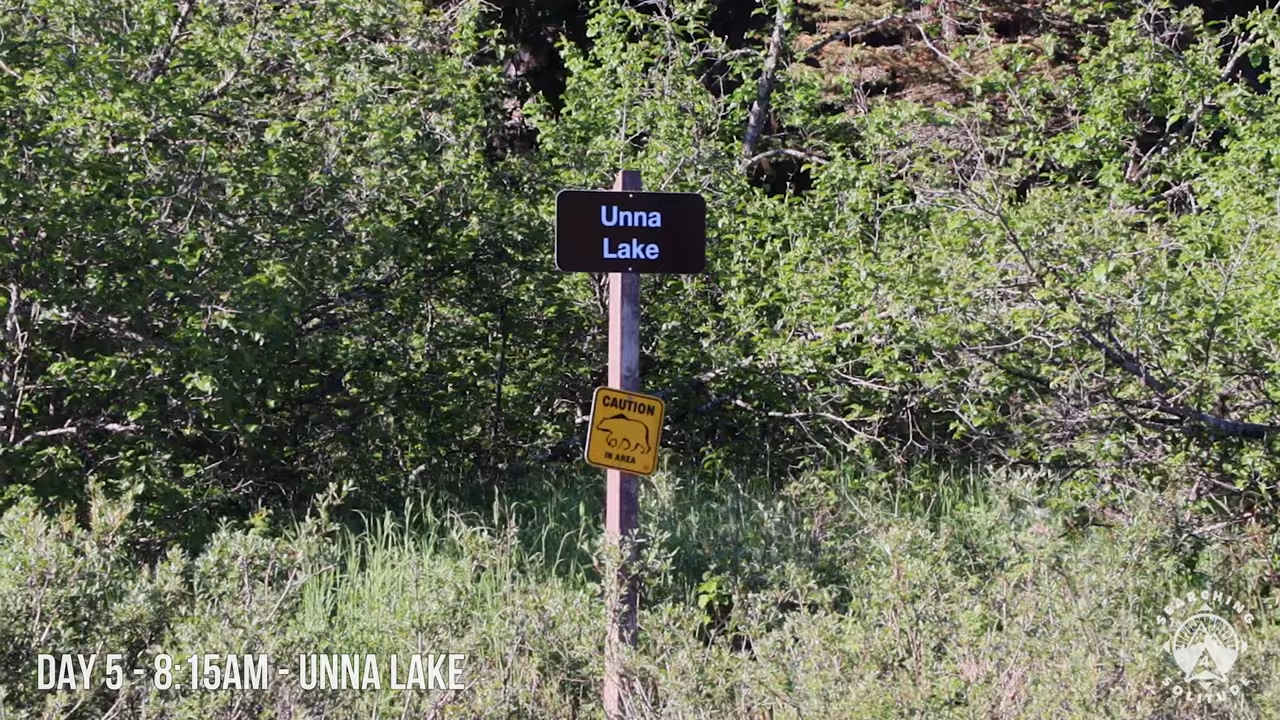 Unna
Lake
CAUTION
IN AREA
DAY 5 - 8:15AM - UNNA LAKE
SEARCHING
SOLITUDE